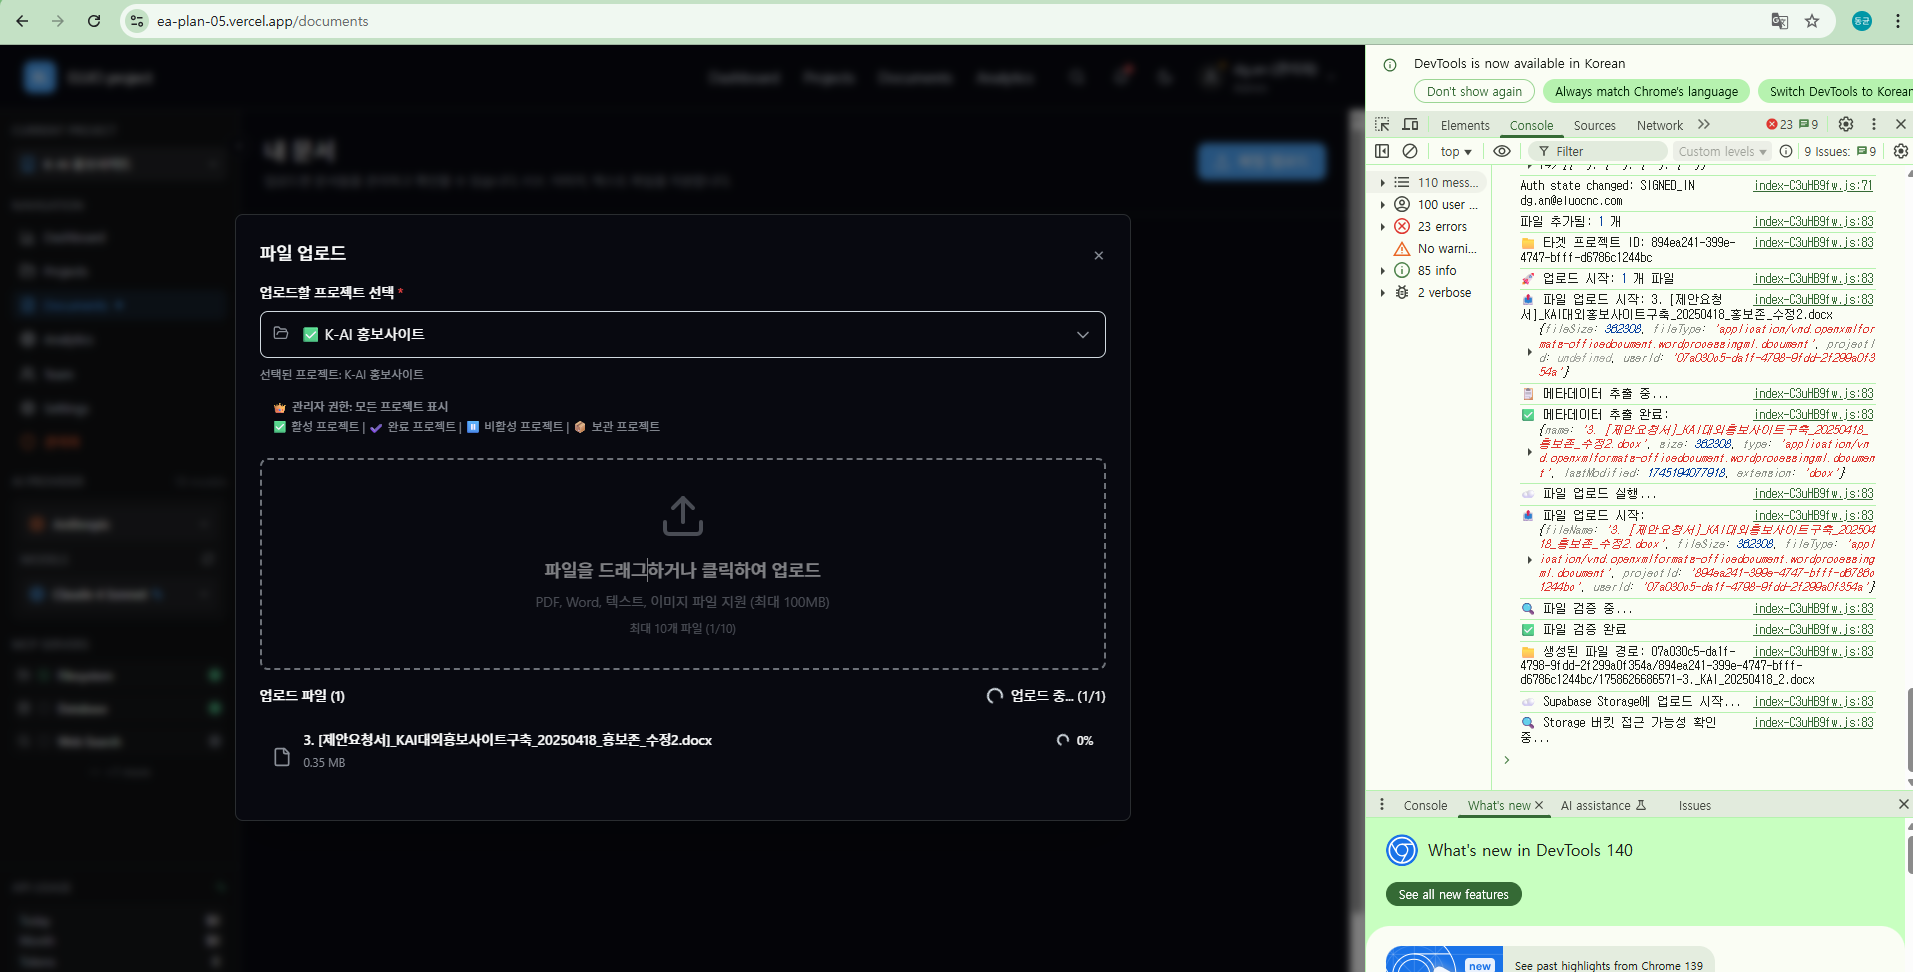 ea-plan-05.vercel.app/documents
동균
Dashboard Projects Documents Analytics
내 문서
파일 업로드
×
업로드할 프로젝트 선택 *
✅ K-AI 홍보사이트
선택된 프로젝트: K-AI 홍보사이트
👑 관리자 권한: 모든 프로젝트 표시
✅ 활성 프로젝트 | ✔ 완료 프로젝트 | ⏸ 비활성 프로젝트 | 📦 보관 프로젝트
파일을 드래그하거나 클릭하여 업로드
PDF, Word, 텍스트, 이미지 파일 지원 (최대 100MB)
최대 10개 파일 (1/10)
업로드 파일 (1)
업로드 중... (1/1)
3. [제안요청서]_KAI대외홍보사이트구축_20250418_홍보존_수정2.docx
0%
0.35 MB
DevTools is now available in Korean
Don't show again
Always match Chrome's language
Switch DevTools to Korean
Elements Console Sources Network
23 9
top
Filter
Custom levels
9 Issues: 9
110 mess...
100 user ...
23 errors
No warni...
85 info
2 verbose
Auth state changed: SIGNED_IN index-C3uHB9fw.js:71
dg.an@eluocnc.com
파일 추가됨: 1 개 index-C3uHB9fw.js:83
📁 타겟 프로젝트 ID: 894ea241-399e- index-C3uHB9fw.js:83
4747-bfff-d6786c1244bc
🚀 업로드 시작: 1 개 파일 index-C3uHB9fw.js:83
📤 파일 업로드 시작: 3. [제안요청 index-C3uHB9fw.js:83
서]_KAI대외홍보사이트구축_20250418_홍보존_수정2.docx
{fileSize: 362308, fileType: 'application/vnd.openxmlfor
mats-officedocument.wordprocessingml.document', projectI
d: undefined, userId: '07a030c5-da1f-4798-9fdd-2f299a0f3
54a'}
📋 메타데이터 추출 중... index-C3uHB9fw.js:83
✅ 메타데이터 추출 완료: index-C3uHB9fw.js:83
{name: '3. [제안요청서]_KAI대외홍보사이트구축_20250418_
홍보존_수정2.docx', size: 362308, type: 'application/vn
d.openxmlformats-officedocument.wordprocessingml.documen
t', lastModified: 1745194077918, extension: 'docx'}
☁️ 파일 업로드 실행... index-C3uHB9fw.js:83
📤 파일 업로드 시작: index-C3uHB9fw.js:83
{fileName: '3. [제안요청서]_KAI대외홍보사이트구축_202504
18_홍보존_수정2.docx', fileSize: 362308, fileType: 'appl
ication/vnd.openxmlformats-officedocument.wordprocessing
ml.document', projectId: '894ea241-399e-4747-bfff-d6786c
1244bc', userId: '07a030c5-da1f-4798-9fdd-2f299a0f354a'}
🔍 파일 검증 중... index-C3uHB9fw.js:83
✅ 파일 검증 완료 index-C3uHB9fw.js:83
📁 생성된 파일 경로: 07a030c5-da1f- index-C3uHB9fw.js:83
4798-9fdd-2f299a0f354a/894ea241-399e-4747-bfff-
d6786c1244bc/1758626686571-3._KAI_20250418_2.docx
☁️ Supabase Storage에 업로드 시작... index-C3uHB9fw.js:83
🔍 Storage 버킷 접근 가능성 확인 index-C3uHB9fw.js:83
중...
Console What's new AI assistance Issues
What's new in DevTools 140
See all new features
new
See past highlights from Chrome 139